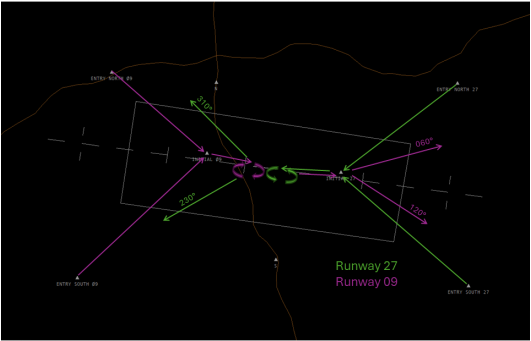 ENTRY NORTH 09
ENTRY NORTH 27
N
310°
060°
INITIAL 09
230°
120°
S
Runway 27
Runway 09
ENTRY SOUTH 09
ENTRY SOUTH 27